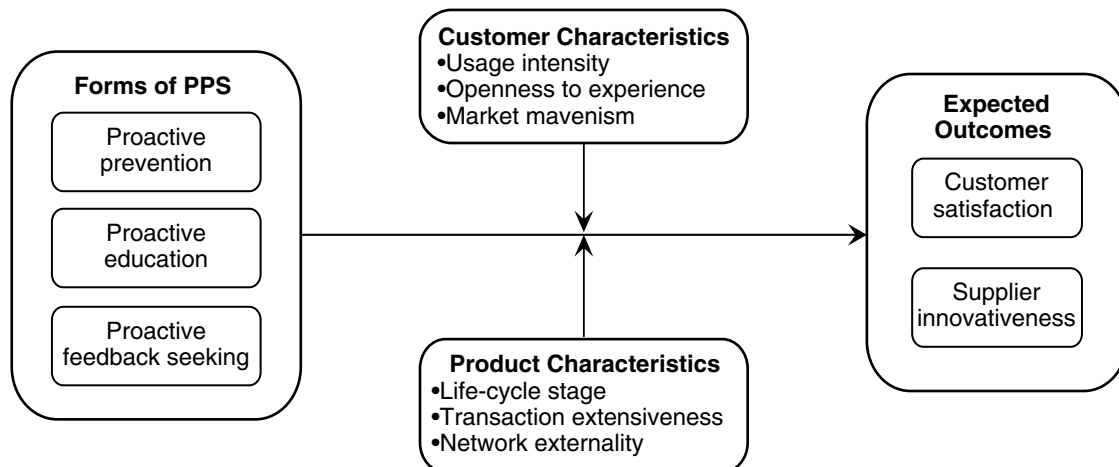 Forms of PPS
Proactive
prevention
Proactive
education
Proactive
feedback seeking
Customer Characteristics
•Usage intensity
•Openness to experience
•Market mavenism
Product Characteristics
•Life-cycle stage
•Transaction extensiveness
•Network externality
Expected
Outcomes
Customer
satisfaction
Supplier
innovativeness